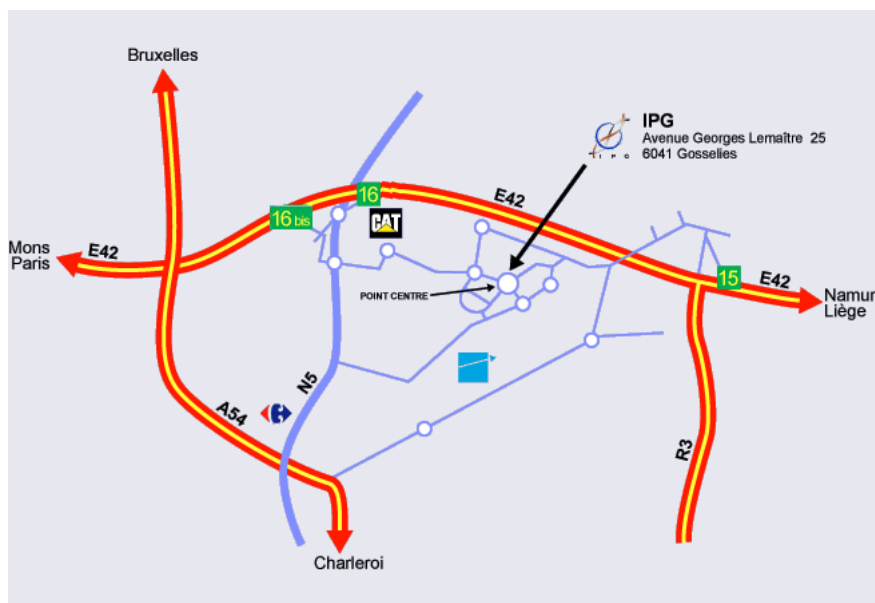 Bruxelles
IPG
Avenue Georges Lemaître 25
6041 Gosselies
IPG
E42
16
16 bis
CAT
Mons
Paris
E42
POINT CENTRE
15
E42
Namur
Liège
N5
A54
R3
Charleroi